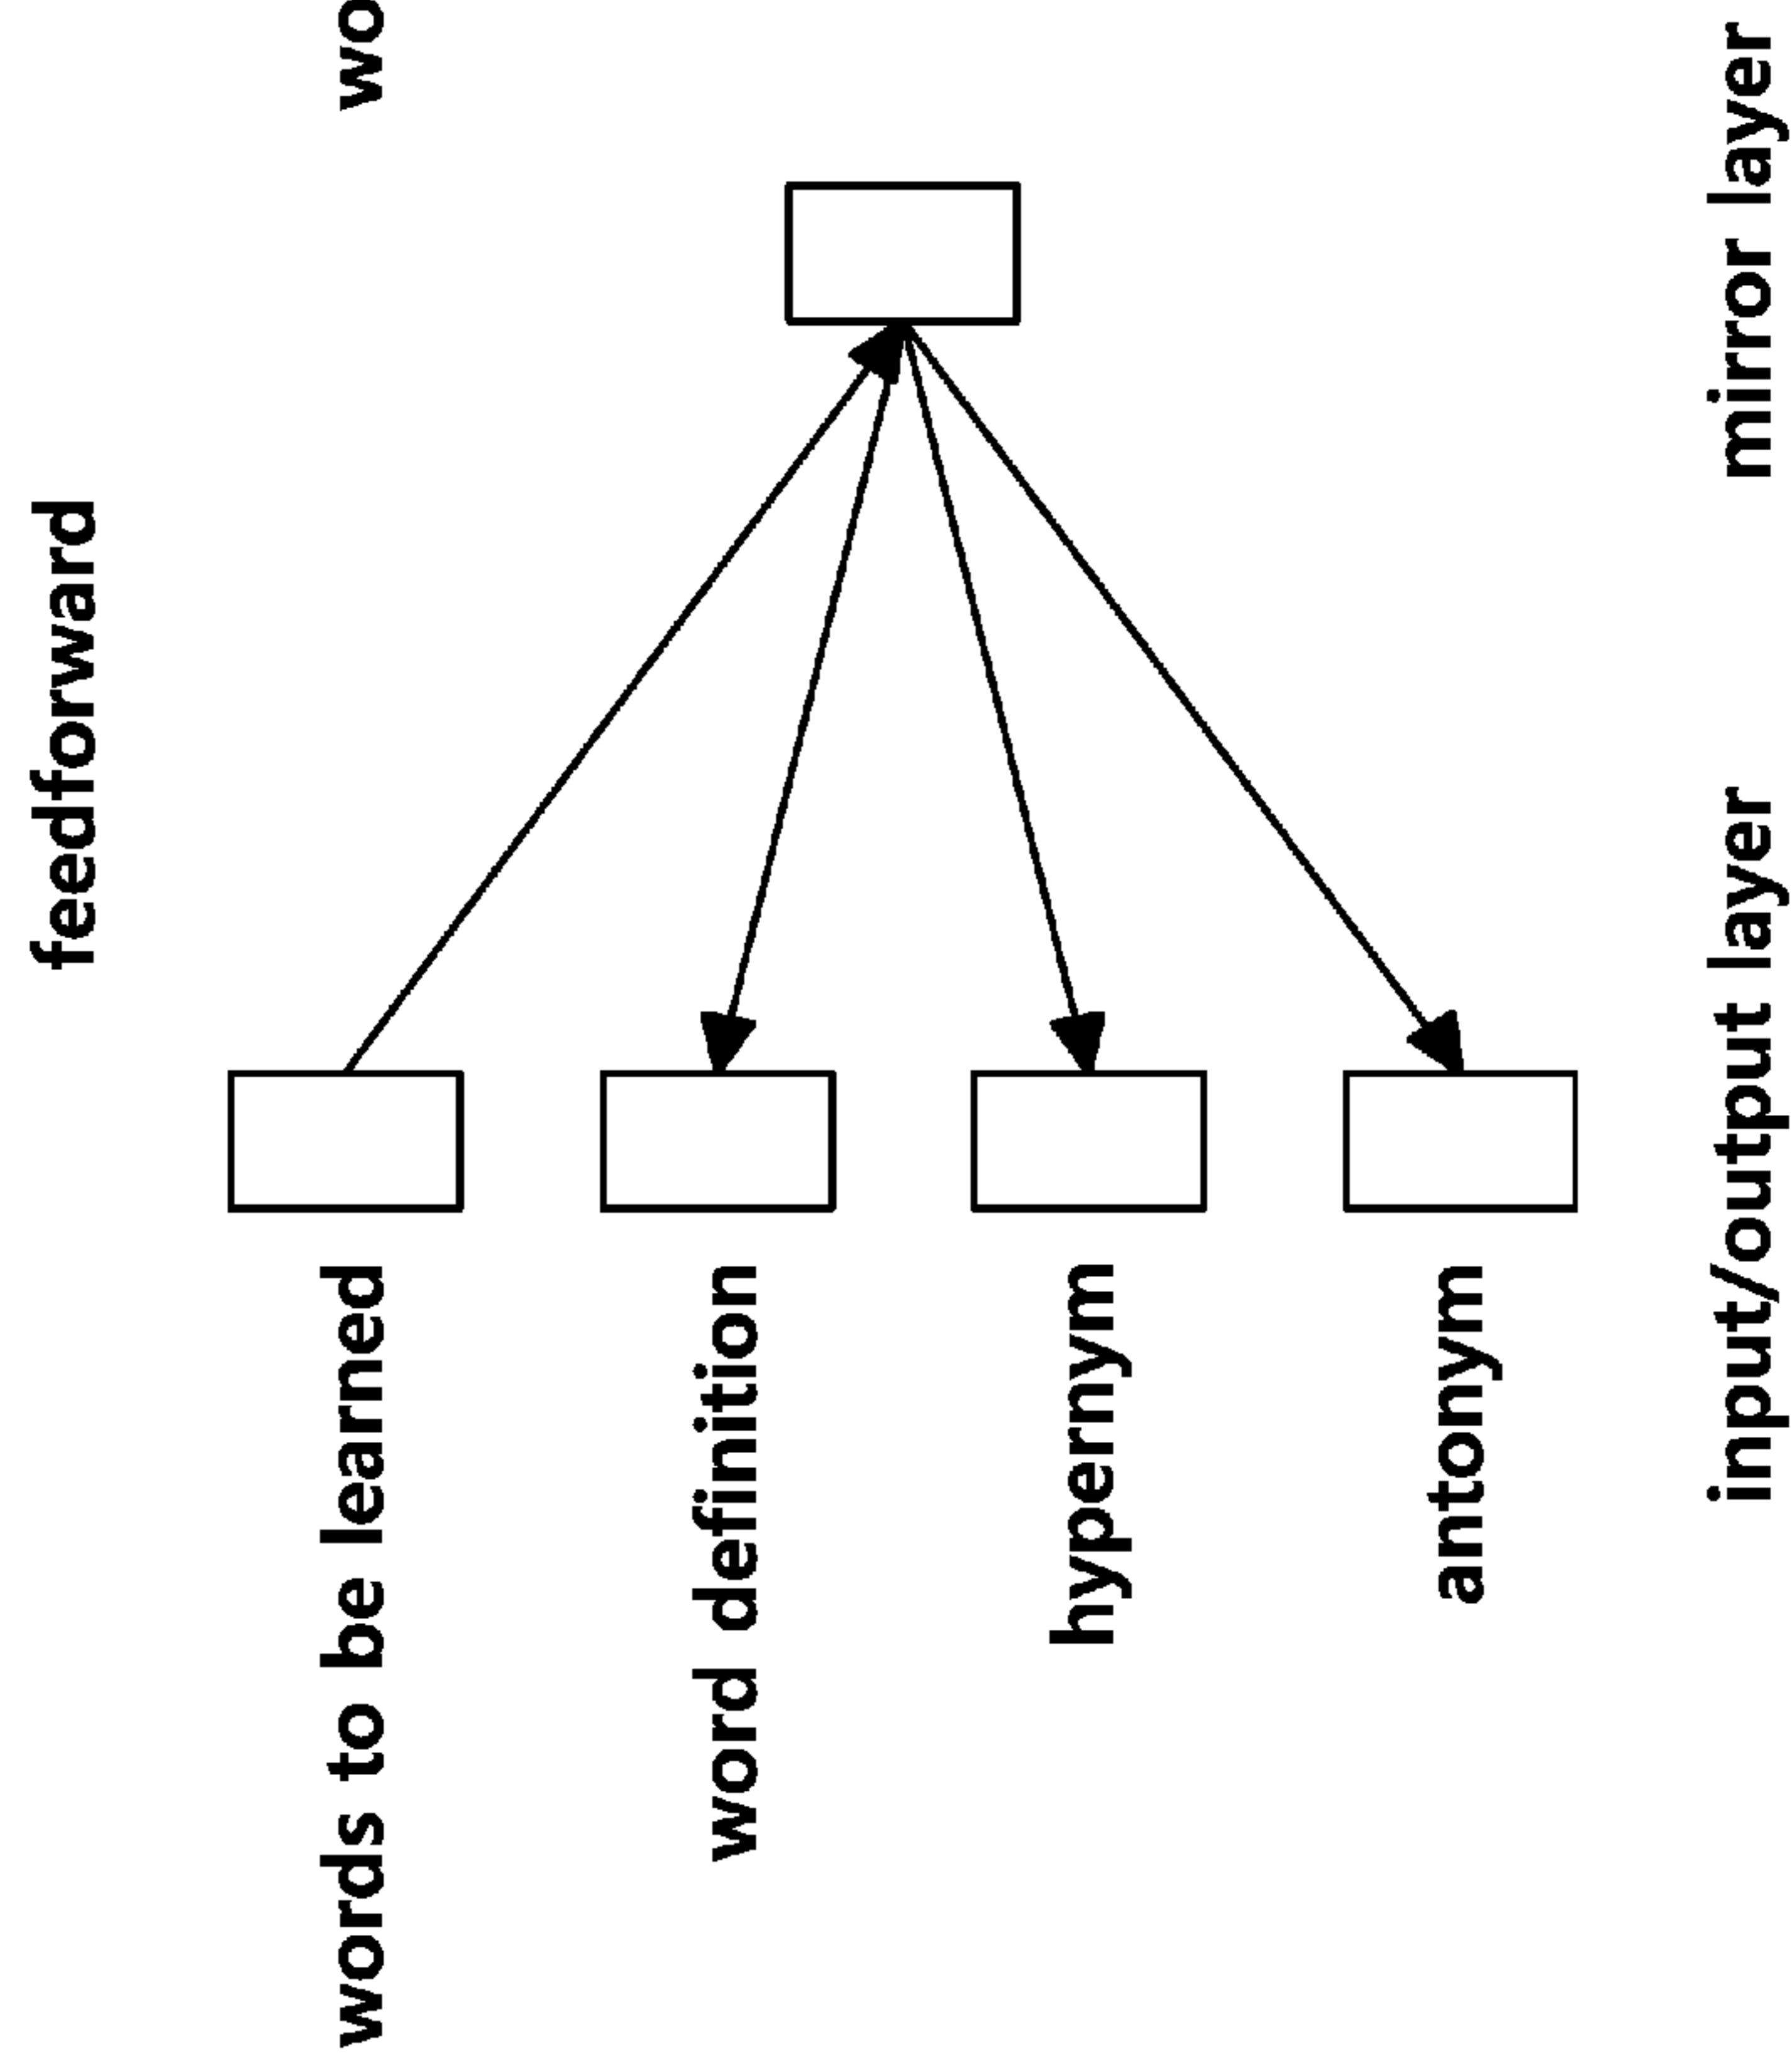 feedforward
words to be learned
wo
word definition
hypernym
antonym
input/output layer
mirror layer